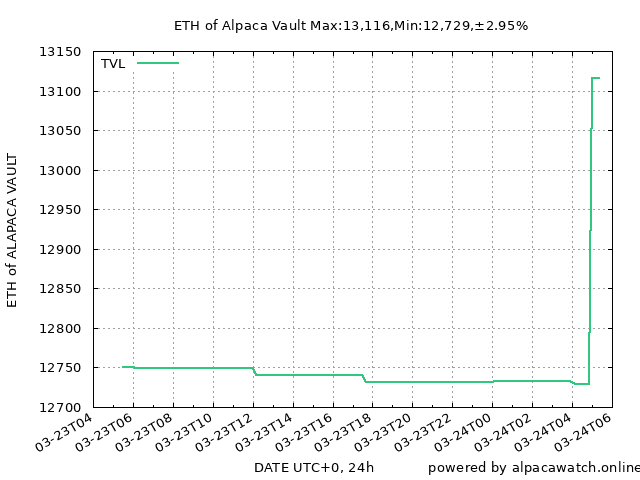 ETH of Alpaca Vault Max:13,116,Min:12,729,±2.95%
TVL
13150
13100
13050
13000
12950
12900
12850
12800
12750
12700
ETH of ALAPACA VAULT
03-23T04
03-23T06
03-23T08
03-23T10
03-23T12
03-23T14
03-23T16
03-23T18
03-23T20
03-23T22
03-24T00
03-24T02
03-24T04
03-24T06
DATE UTC+0, 24h
powered by alpacawatch.online